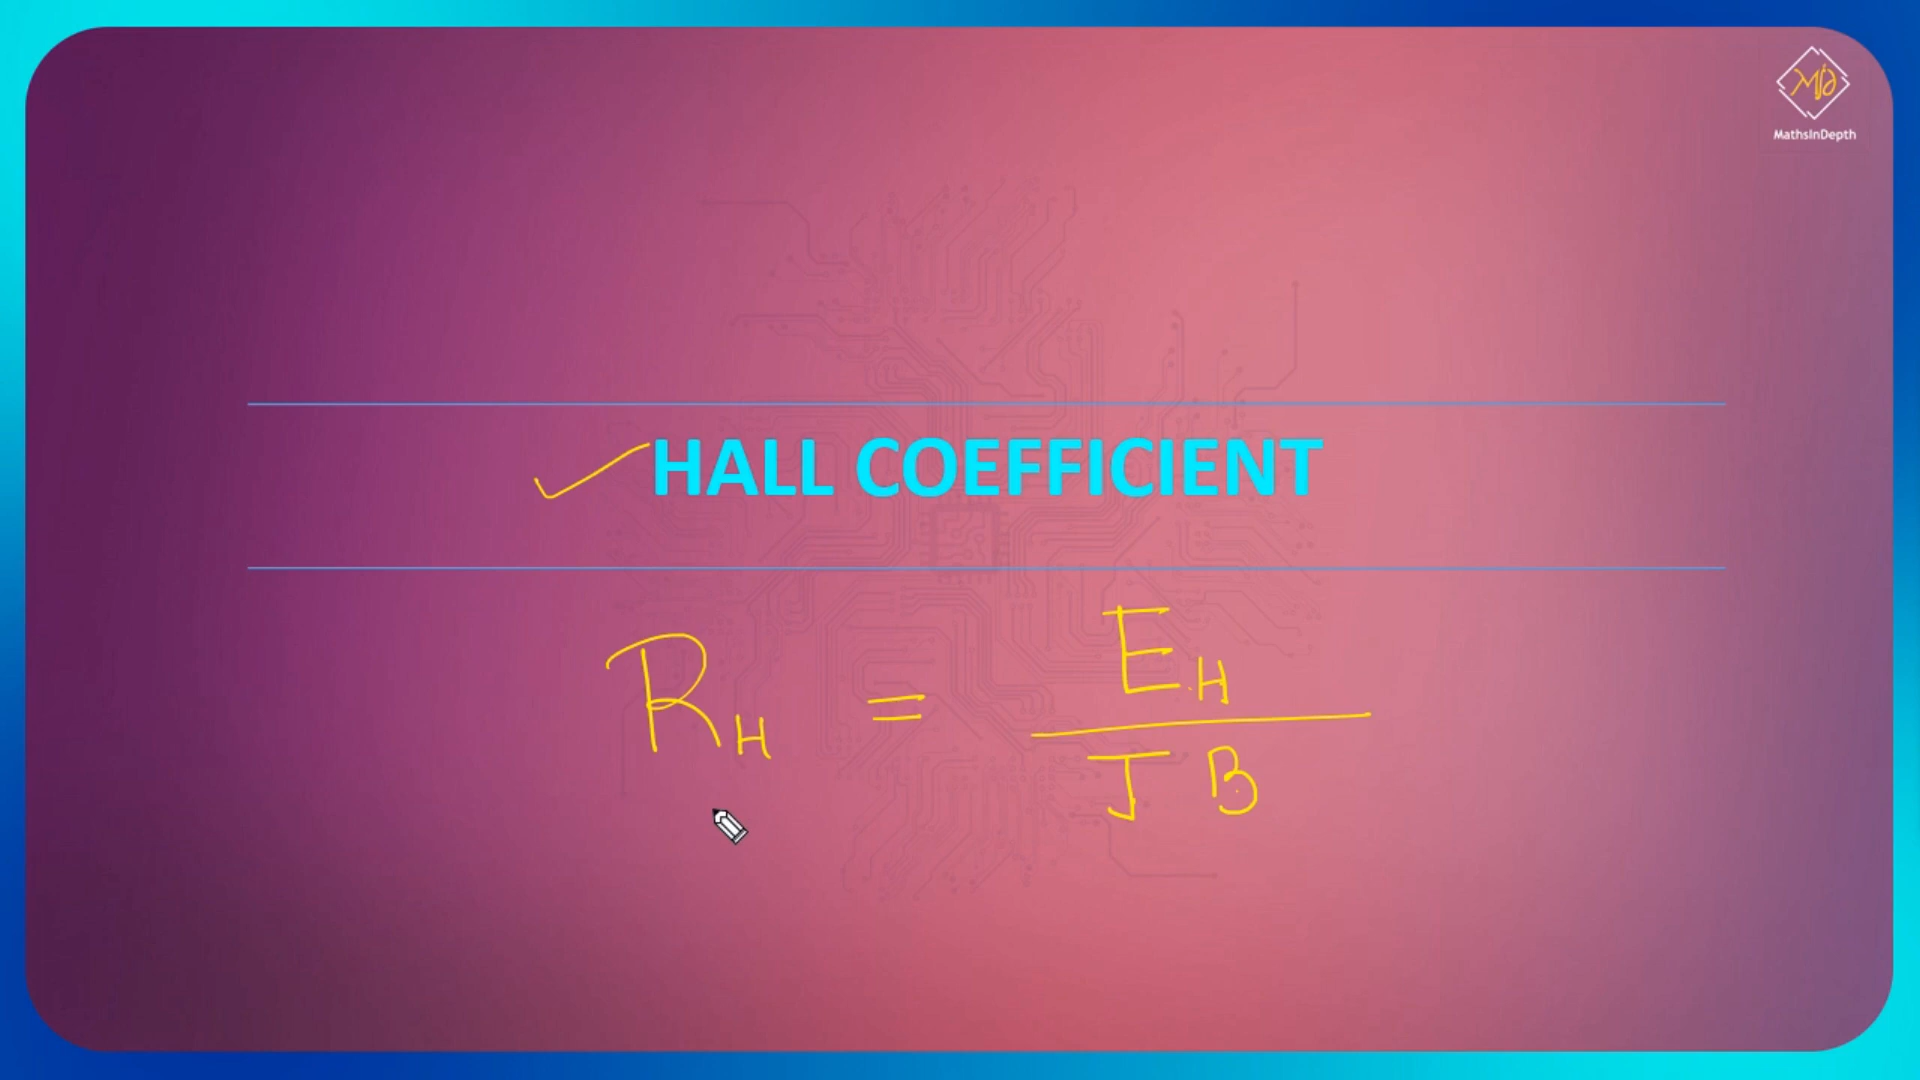 MathsInDepth
HALL COEFFICIENT
R_H = E_H / J B